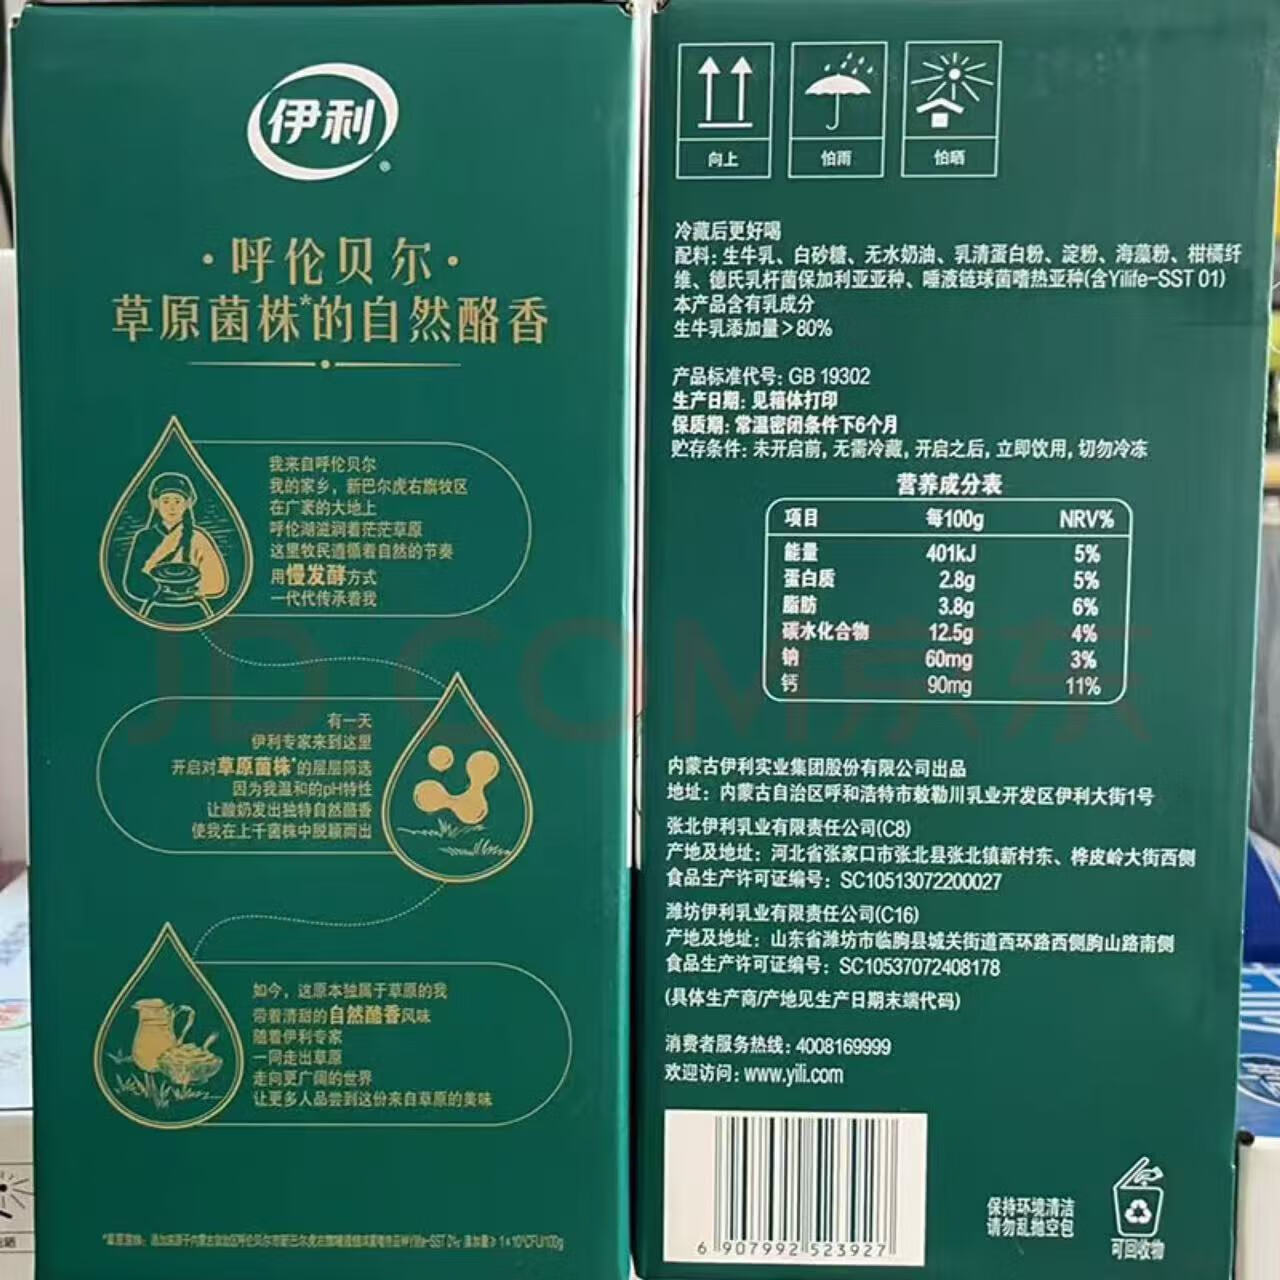 伊利
·呼伦贝尔·
草原菌株*的自然酪香
我来自呼伦贝尔
我的家乡，新巴尔虎右旗牧区
在广袤的大地上
呼伦湖滋润着茫茫草原
这里牧民遵循着自然的节奏
用慢发酵方式
一代代传承着我
有一天
伊利专家来到这里
开启对草原菌株*的层层筛选
因为我温和的pH特性
让酸奶发出独特自然酪香
使我在上千菌株中脱颖而出
如今，这原本独属于草原的我
带着清甜的自然酪香风味
随着伊利专家
一同走出草原
走向更广阔的世界
让更多人品尝到这份来自草原的美味
向上
怕雨
怕晒
冷藏后更好喝
配料：生牛乳、白砂糖、无水奶油、乳清蛋白粉、淀粉、海藻粉、柑橘纤
维、德氏乳杆菌保加利亚亚种、唾液链球菌嗜热亚种(含Yilife-SST 01)
本产品含有乳成分
生牛乳添加量＞80%
产品标准代号：GB 19302
生产日期：见箱体打印
保质期：常温密闭条件下6个月
贮存条件：未开启前，无需冷藏，开启之后，立即饮用，切勿冷冻
营养成分表
项目 每100g NRV%
能量 401kJ 5%
蛋白质 2.8g 5%
脂肪 3.8g 6%
碳水化合物 12.5g 4%
钠 60mg 3%
钙 90mg 11%
内蒙古伊利实业集团股份有限公司出品
地址：内蒙古自治区呼和浩特市敕勒川乳业开发区伊利大街1号
张北伊利乳业有限责任公司(C8)
产地及地址：河北省张家口市张北县张北镇新村东、桦皮岭大街西侧
食品生产许可证编号：SC10513072200027
潍坊伊利乳业有限责任公司(C16)
产地及地址：山东省潍坊市临朐县城关街道西环路西侧朐山路南侧
食品生产许可证编号：SC10537072408178
(具体生产商/产地见生产日期末端代码)
消费者服务热线：4008169999
欢迎访问：www.yili.com
6 907992 523927
保持环境清洁
请勿乱抛空包
可回收物
JD.COM京东